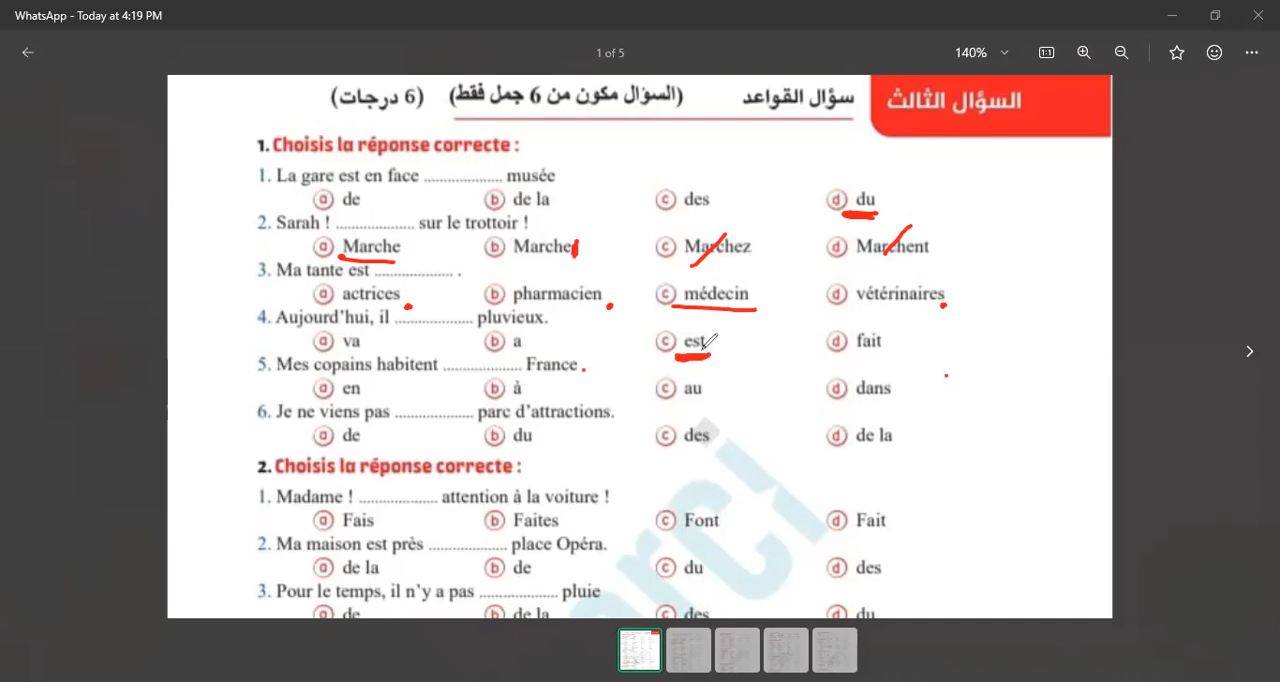 WhatsApp - Today at 4:19 PM
1 of 5
140%
السؤال الثالث
سؤال القواعد (السؤال مكون من 6 جمل فقط) (6 درجات)
1. Choisis la réponse correcte :
1. La gare est en face .................. musée
a de b de la c des d du
2. Sarah ! .................. sur le trottoir !
a Marche b Marches c Marchez d Marchent
3. Ma tante est .................. .
a actrices b pharmacien c médecin d vétérinaires
4. Aujourd'hui, il .................. pluvieux.
a va b a c est d fait
5. Mes copains habitent .................. France.
a en b à c au d dans
6. Je ne viens pas .................. parc d'attractions.
a de b du c des d de la
2. Choisis la réponse correcte :
1. Madame ! .................. attention à la voiture !
a Fais b Faites c Font d Fait
2. Ma maison est près .................. place Opéra.
a de la b de c du d des
3. Pour le temps, il n'y a pas .................. pluie
a de b de la c des d du